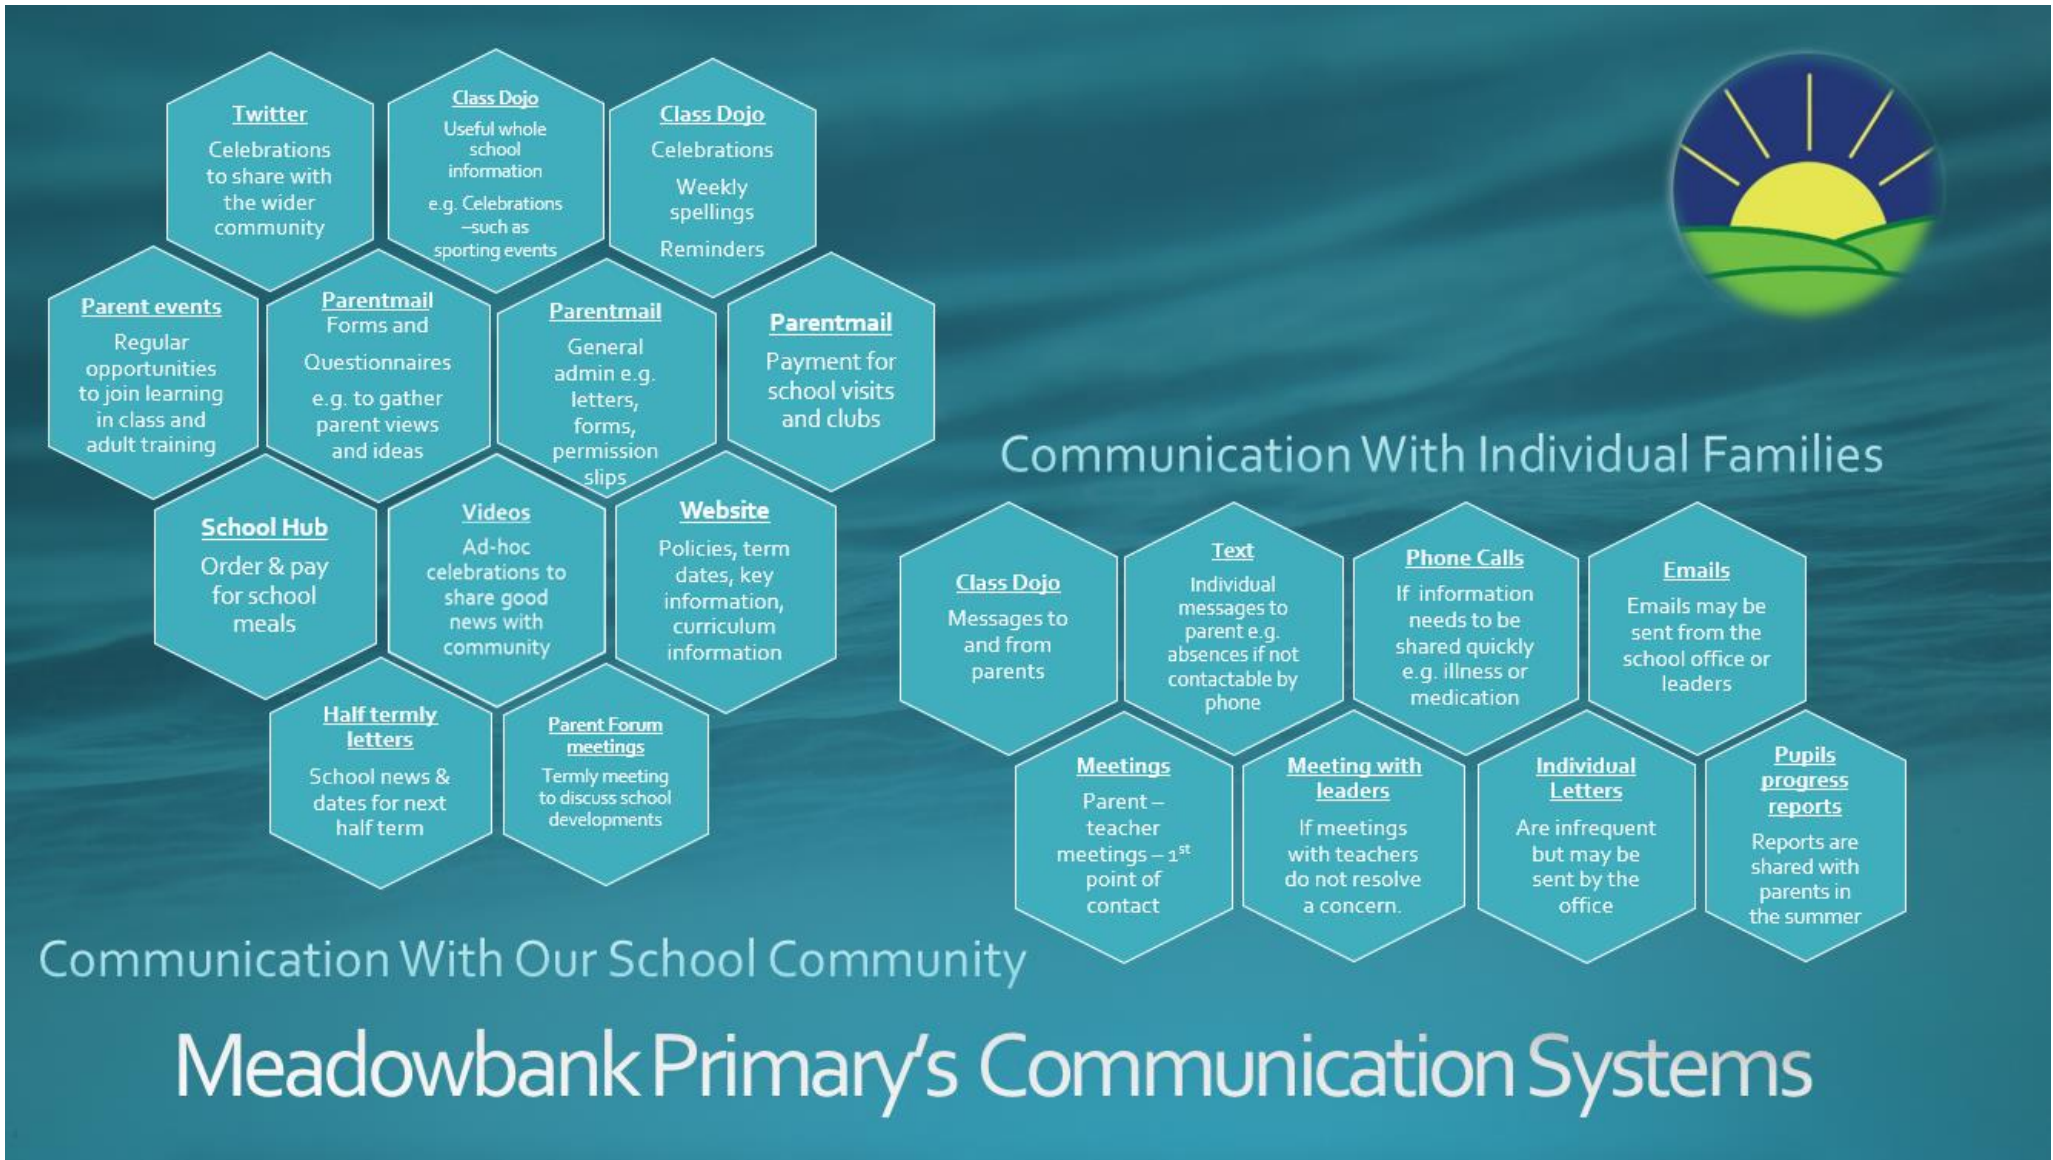 Twitter
Celebrations
to share with
the wider
community
Class Dojo
Useful whole
school
information
e.g. Celebrations
–such as
sporting events
Class Dojo
Celebrations
Weekly
spellings
Reminders
Parent events
Regular
opportunities
to join learning
in class and
adult training
Parentmail
Forms and
Questionnaires
e.g. to gather
parent views
and ideas
Parentmail
General
admin e.g.
letters,
forms,
permission
slips
Parentmail
Payment for
school visits
and clubs
School Hub
Order & pay
for school
meals
Videos
Ad-hoc
celebrations to
share good
news with
community
Website
Policies, term
dates, key
information,
curriculum
information
Half termly
letters
School news &
dates for next
half term
Parent Forum
meetings
Termly meeting
to discuss school
developments
Communication With Our School Community
Communication With Individual Families
Class Dojo
Messages to
and from
parents
Text
Individual
messages to
parent e.g.
absences if not
contactable by
phone
Phone Calls
If information
needs to be
shared quickly
e.g. illness or
medication
Emails
Emails may be
sent from the
school office or
leaders
Meetings
Parent –
teacher
meetings – 1st
point of
contact
Meeting with
leaders
If meetings
with teachers
do not resolve
a concern.
Individual
Letters
Are infrequent
but may be
sent by the
office
Pupils
progress
reports
Reports are
shared with
parents in
the summer
Meadowbank Primary's Communication Systems